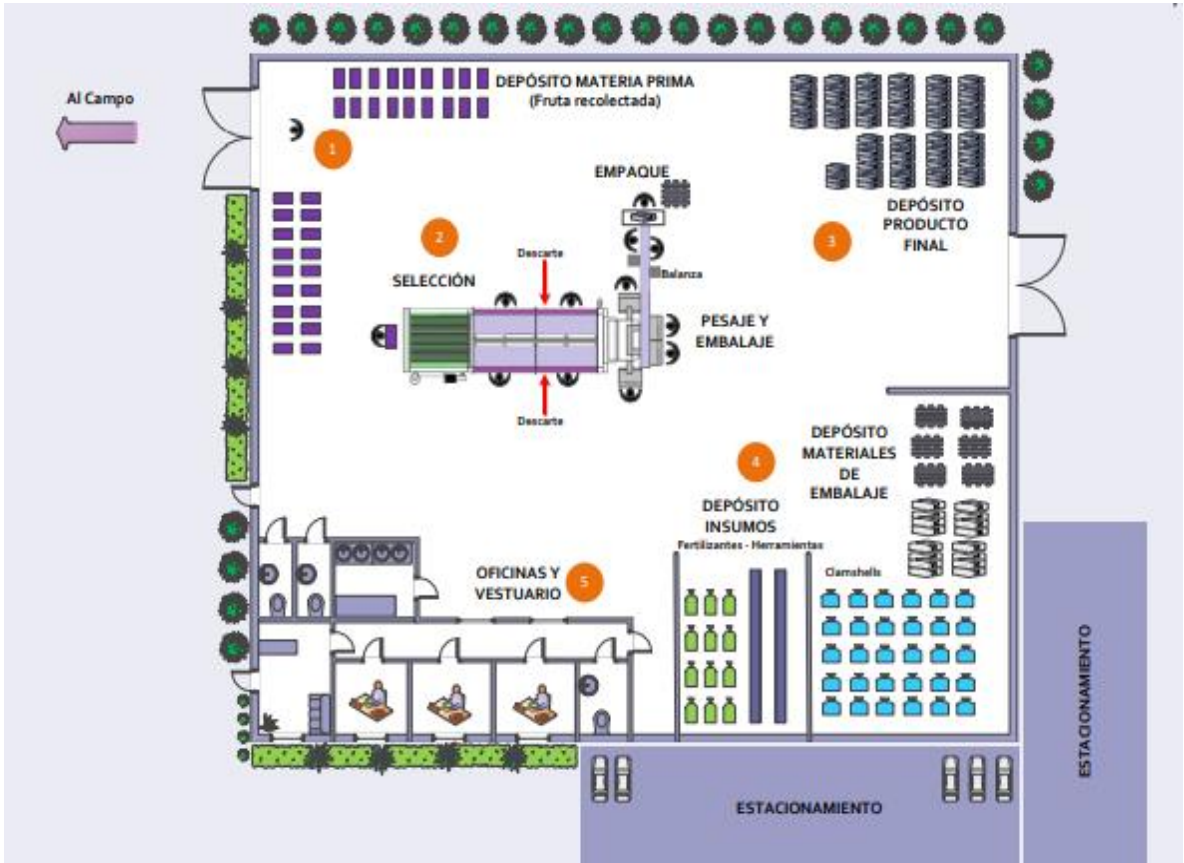 Al Campo
DEPÓSITO MATERIA PRIMA
(Fruta recolectada)
1
EMPAQUE
2
SELECCIÓN
Descarte
Balanza
PESAJE Y
EMBALAJE
Descarte
3
DEPÓSITO
PRODUCTO
FINAL
DEPÓSITO
MATERIALES
DE
EMBALAJE
4
DEPÓSITO
INSUMOS
Fertilizantes - Herramientas
Clamshells
OFICINAS Y
VESTUARIO
5
ESTACIONAMIENTO
ESTACIONAMIENTO